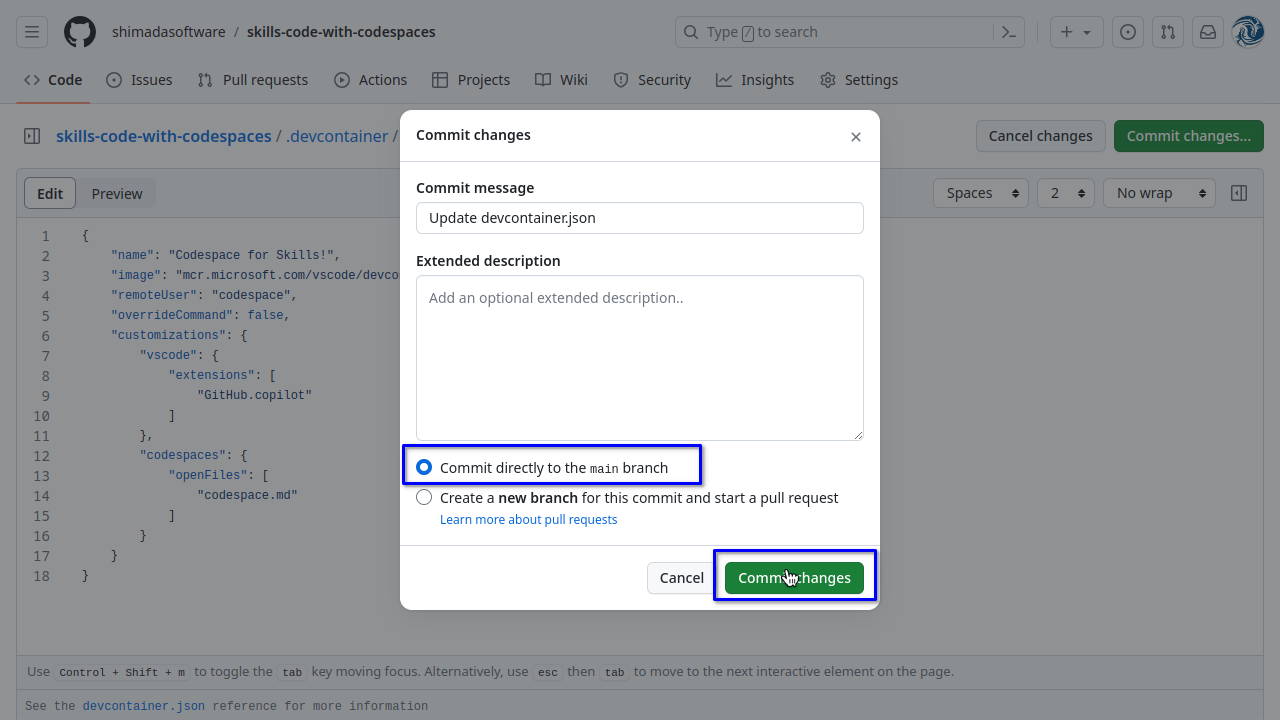 shimadasoftware / skills-code-with-codespaces
Type / to search
Code Issues Pull requests Actions Projects Wiki Security Insights Settings
skills-code-with-codespaces / .devcontainer /
Cancel changes Commit changes...
Edit Preview
Spaces 2 No wrap
1 {
2 "name": "Codespace for Skills!",
3 "image": "mcr.microsoft.com/vscode/devco
4 "remoteUser": "codespace",
5 "overrideCommand": false,
6 "customizations": {
7 "vscode": {
8 "extensions": [
9 "GitHub.copilot"
10 ]
11 },
12 "codespaces": {
13 "openFiles": [
14 "codespace.md"
15 ]
16 }
17 }
18 }
Commit changes
Commit message
Update devcontainer.json
Extended description
Add an optional extended description..
Commit directly to the main branch
Create a new branch for this commit and start a pull request
Learn more about pull requests
Cancel Commit changes
Use Control + Shift + m to toggle the tab key moving focus. Alternatively, use esc then tab to move to the next interactive element on the page.
See the devcontainer.json reference for more information